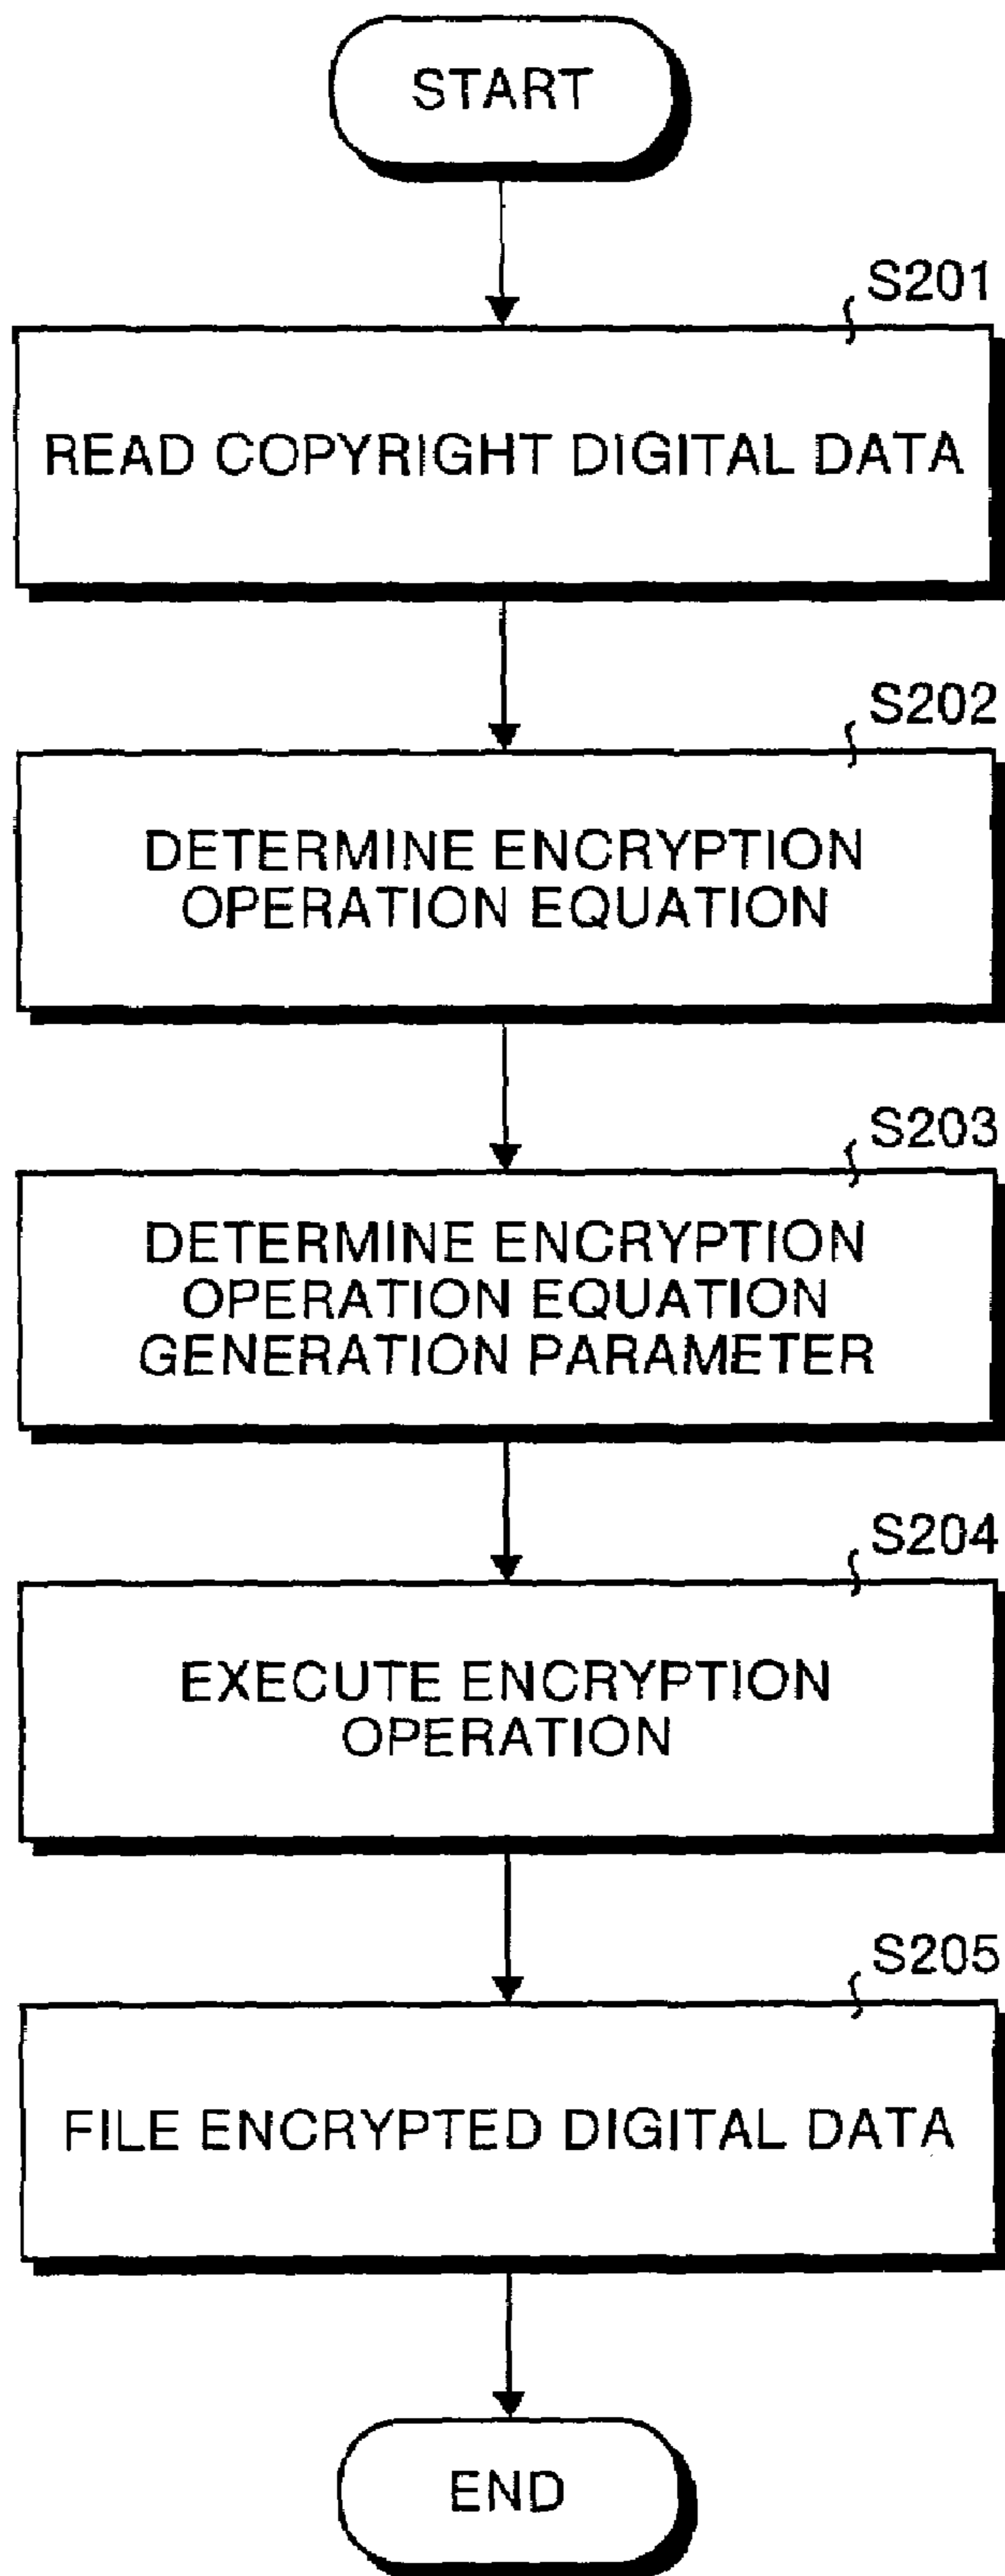 START
S201
READ COPYRIGHT DIGITAL DATA
S202
DETERMINE ENCRYPTION
OPERATION EQUATION
S203
DETERMINE ENCRYPTION
OPERATION EQUATION
GENERATION PARAMETER
S204
EXECUTE ENCRYPTION
OPERATION
S205
FILE ENCRYPTED DIGITAL DATA
END